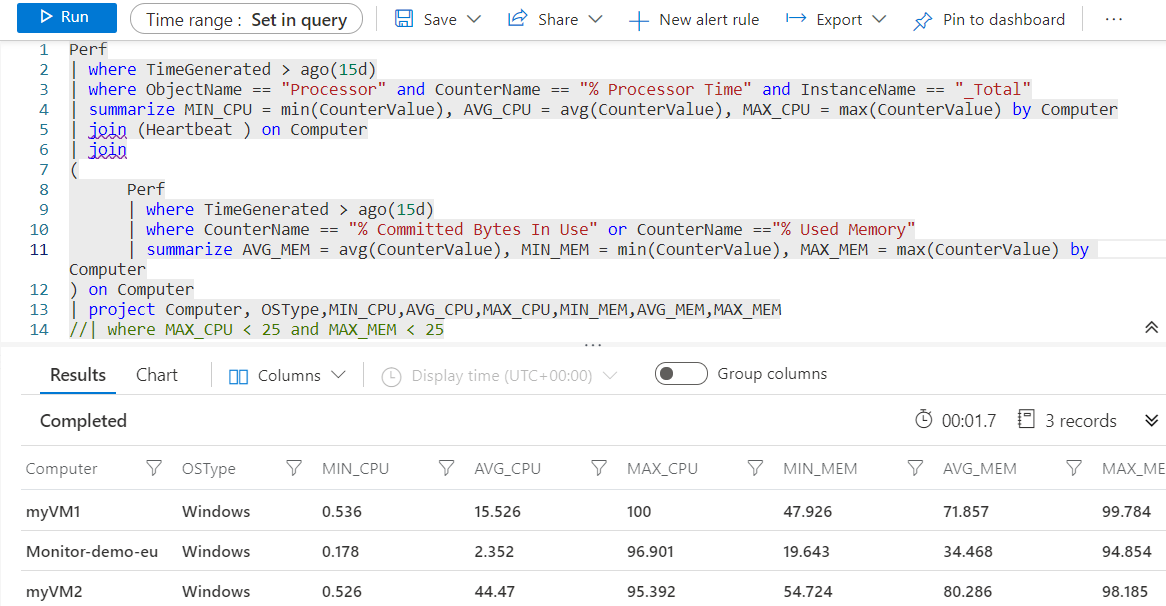 Run Time range : Set in query Save Share New alert rule Export Pin to dashboard ...
1 Perf
2 | where TimeGenerated > ago(15d)
3 | where ObjectName == "Processor" and CounterName == "% Processor Time" and InstanceName == "_Total"
4 | summarize MIN_CPU = min(CounterValue), AVG_CPU = avg(CounterValue), MAX_CPU = max(CounterValue) by Computer
5 | join (Heartbeat ) on Computer
6 | join
7 (
8 Perf
9 | where TimeGenerated > ago(15d)
10 | where CounterName == "% Committed Bytes In Use" or CounterName =="% Used Memory"
11 | summarize AVG_MEM = avg(CounterValue), MIN_MEM = min(CounterValue), MAX_MEM = max(CounterValue) by
Computer
12 ) on Computer
13 | project Computer, OSType,MIN_CPU,AVG_CPU,MAX_CPU,MIN_MEM,AVG_MEM,MAX_MEM
14 //| where MAX_CPU < 25 and MAX_MEM < 25
...
Results Chart Columns Display time (UTC+00:00) Group columns
Completed 00:01.7 3 records
Computer OSType MIN_CPU AVG_CPU MAX_CPU MIN_MEM AVG_MEM MAX_ME
myVM1 Windows 0.536 15.526 100 47.926 71.857 99.784
Monitor-demo-eu Windows 0.178 2.352 96.901 19.643 34.468 94.854
myVM2 Windows 0.526 44.47 95.392 54.724 80.286 98.185